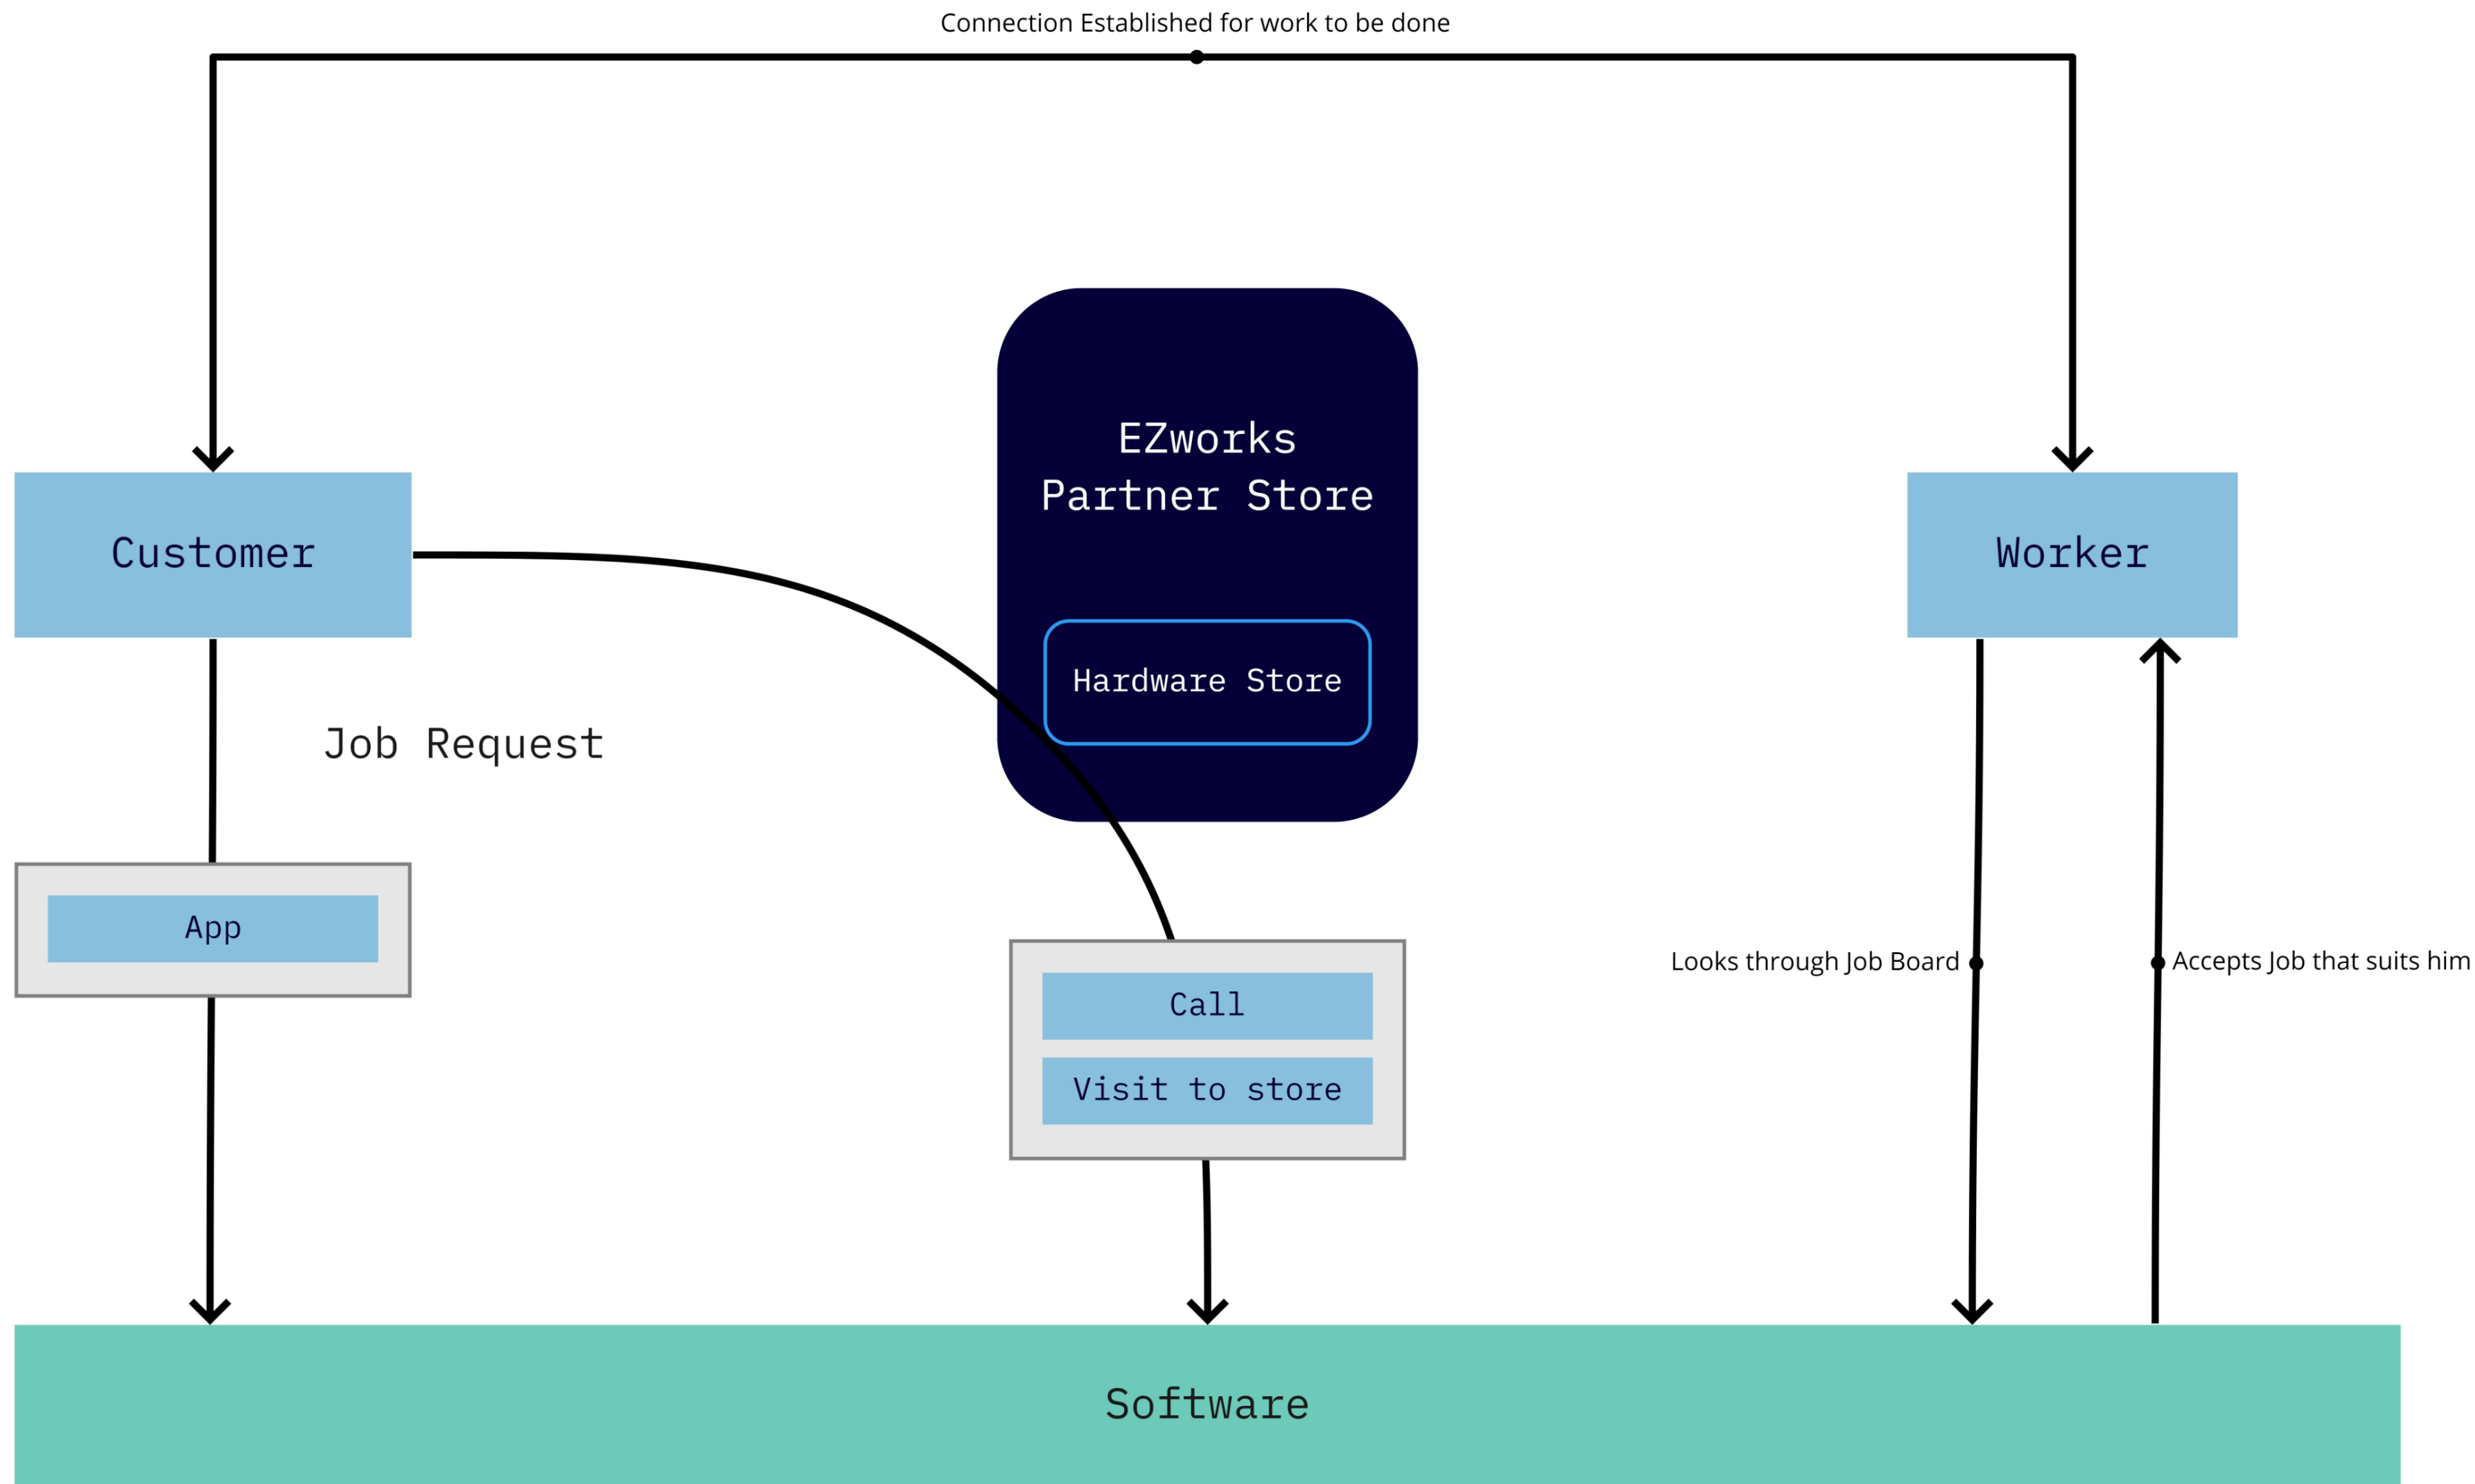 Connection Established for work to be done
EZworks
Partner Store
Customer
Worker
Hardware Store
Job Request
App
Looks through Job Board
Accepts Job that suits him
Call
Visit to store
Software